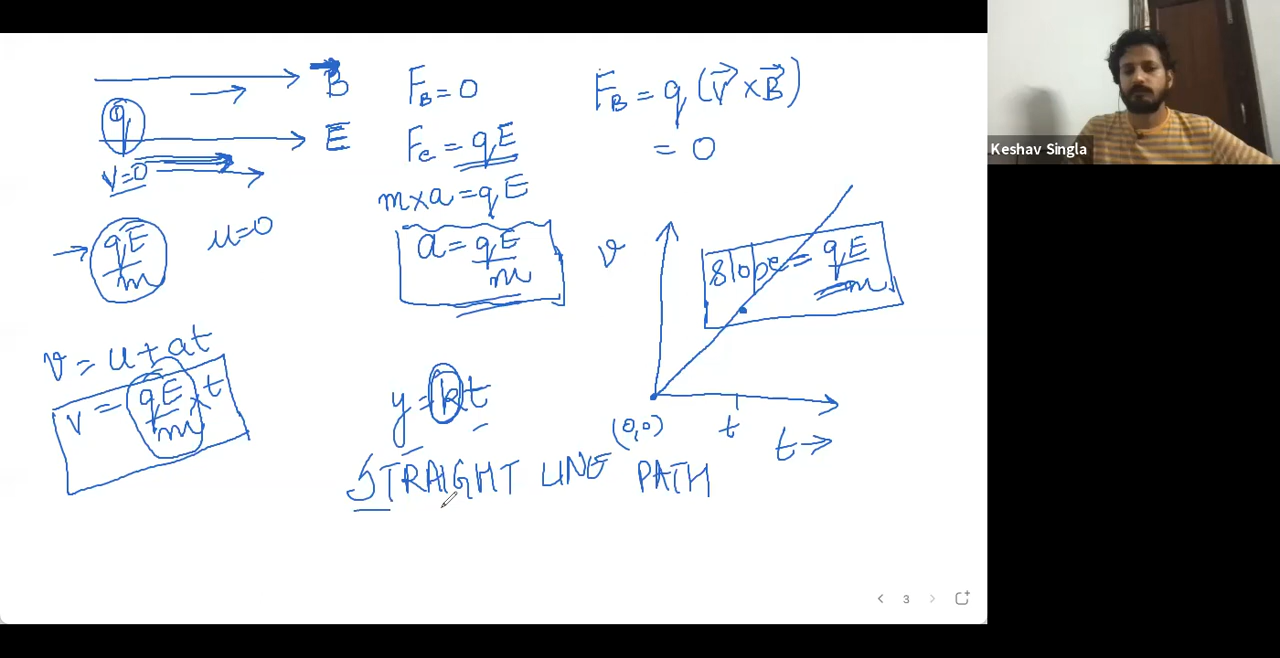 B
q
E
v=0
qE/m
u=0
v = u + at
v = qE/m × t
F_B = 0
F_e = qE
m×a = qE
a = qE/m
y = kt
STRAIGHT LINE PATH
F_B = q (v × B)
= 0
v
slope = qE/m
(0,0)
t
t →
Keshav Singla
3